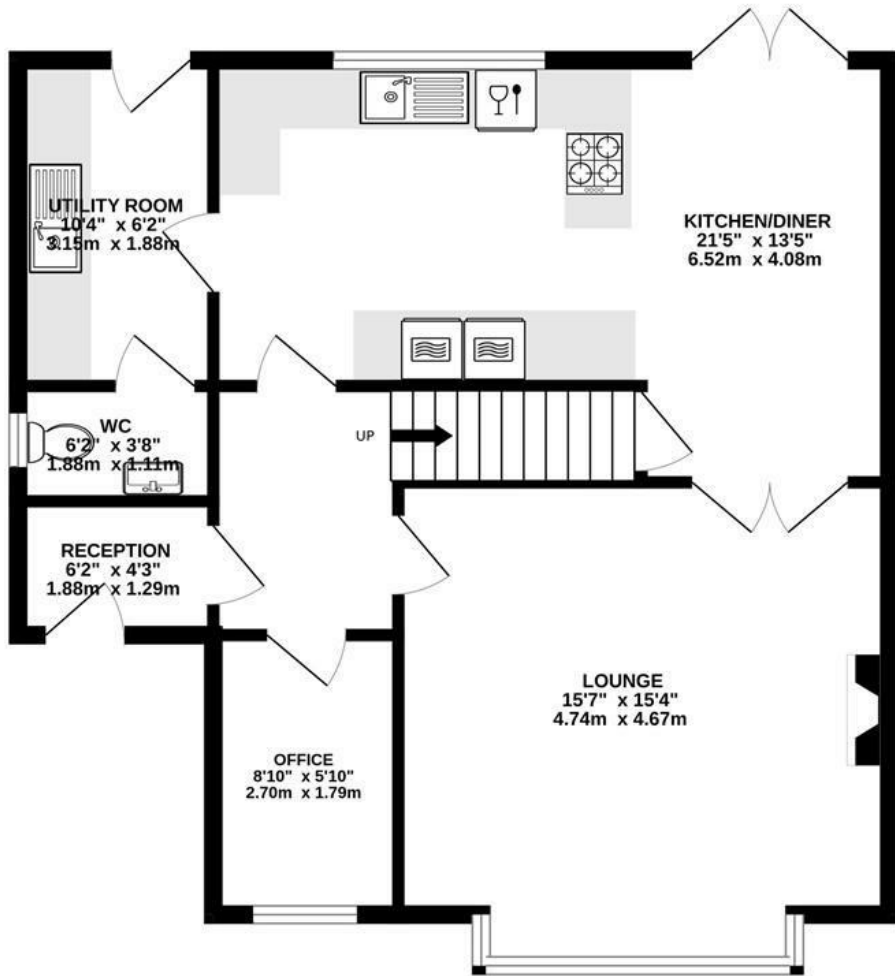 UTILITY ROOM
10'4" x 6'2"
3.15m x 1.88m
KITCHEN/DINER
21'5" x 13'5"
6.52m x 4.08m
WC
6'2" x 3'8"
1.88m x 1.11m
UP
RECEPTION
6'2" x 4'3"
1.88m x 1.29m
LOUNGE
15'7" x 15'4"
4.74m x 4.67m
OFFICE
8'10" x 5'10"
2.70m x 1.79m